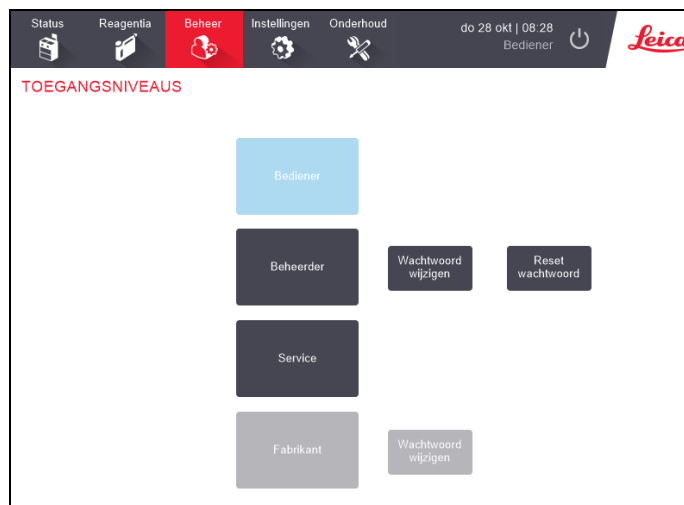 Status Reagentia Beheer Instellingen Onderhoud
do 28 okt | 08:28
Bediener
Leica
TOEGANGSNIVEAUS
Bediener
Beheerder
Wachtwoord
wijzigen
Reset
wachtwoord
Service
Fabrikant
Wachtwoord
wijzigen